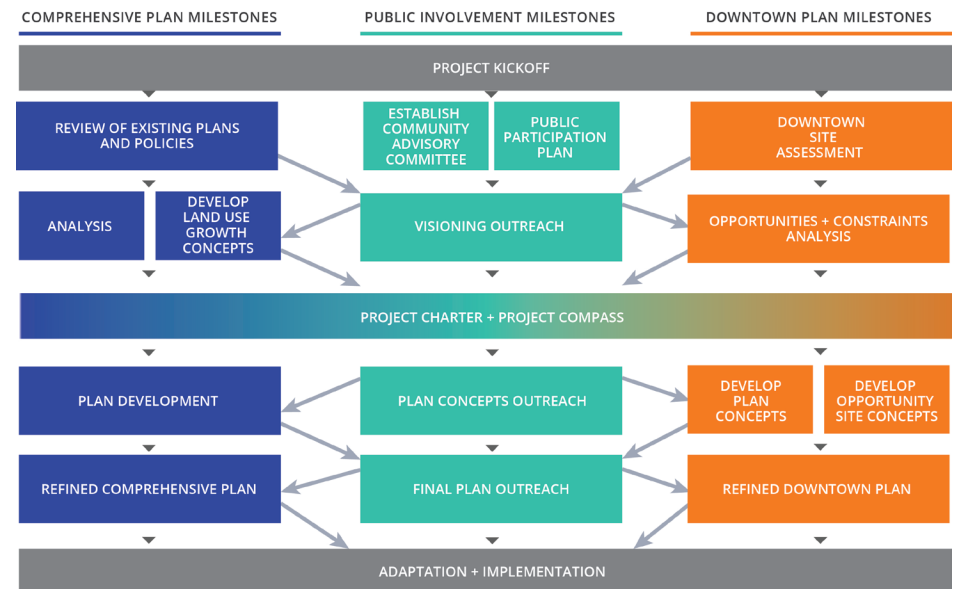 COMPREHENSIVE PLAN MILESTONES
PUBLIC INVOLVEMENT MILESTONES
DOWNTOWN PLAN MILESTONES
PROJECT KICKOFF
REVIEW OF EXISTING PLANS
AND POLICIES
ESTABLISH
COMMUNITY
ADVISORY
COMMITTEE
PUBLIC
PARTICIPATION
PLAN
DOWNTOWN
SITE
ASSESSMENT
ANALYSIS
DEVELOP
LAND USE
GROWTH
CONCEPTS
VISIONING OUTREACH
OPPORTUNITIES + CONSTRAINTS
ANALYSIS
PROJECT CHARTER + PROJECT COMPASS
PLAN DEVELOPMENT
PLAN CONCEPTS OUTREACH
DEVELOP
PLAN
CONCEPTS
DEVELOP
OPPORTUNITY
SITE CONCEPTS
REFINED COMPREHENSIVE PLAN
FINAL PLAN OUTREACH
REFINED DOWNTOWN PLAN
ADAPTATION + IMPLEMENTATION